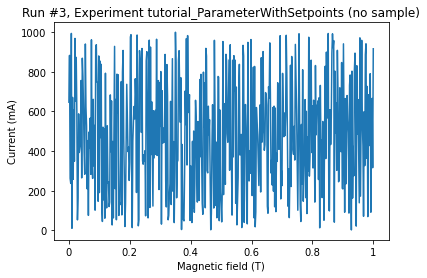 Run #3, Experiment tutorial_ParameterWithSetpoints (no sample)
1000
800
600
400
200
0
Current (mA)
0 0.2 0.4 0.6 0.8 1
Magnetic field (T)